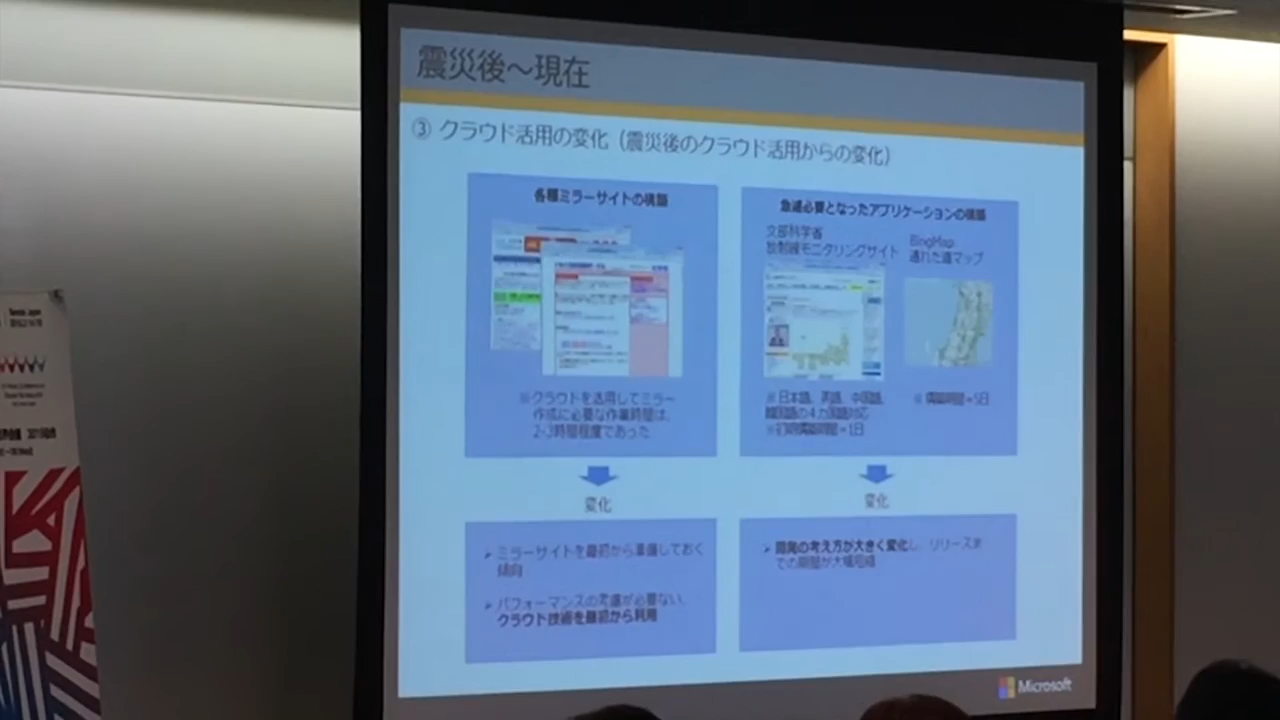 震災後～現在
③ クラウド活用の変化（震災後のクラウド活用からの変化）
各種ミラーサイトの構築
※クラウドを活用してミラー
作成に必要な作業時間は、
2-3時間程度であった
急遽必要となったアプリケーションの構築
文部科学省
放射線モニタリングサイト
BingMap
通れた道マップ
※日本語、英語、中国語、
韓国語の4カ国語対応
※初期構築時間=1日
※ 構築時間=5日
変化
変化
ミラーサイトを最初から準備しておく
傾向
パフォーマンスの考慮が必要ない、
クラウド技術を最初から利用
開発の考え方が大きく変化し、リリースま
での期間が大幅短縮
Microsoft